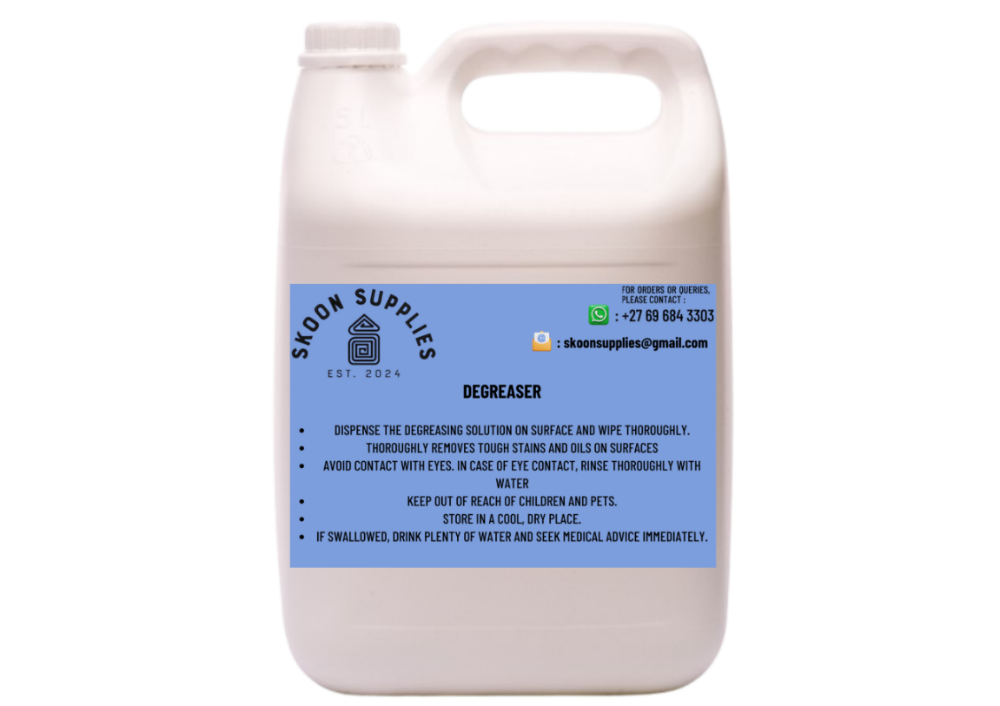 5 L
SKOON SUPPLIES
EST. 2024
FOR ORDERS OR QUERIES,
PLEASE CONTACT :
: +27 69 684 3303
: skoonsupplies@gmail.com
DEGREASER
• DISPENSE THE DEGREASING SOLUTION ON SURFACE AND WIPE THOROUGHLY.
• THOROUGHLY REMOVES TOUGH STAINS AND OILS ON SURFACES
• AVOID CONTACT WITH EYES. IN CASE OF EYE CONTACT, RINSE THOROUGHLY WITH
WATER
• KEEP OUT OF REACH OF CHILDREN AND PETS.
• STORE IN A COOL, DRY PLACE.
• IF SWALLOWED, DRINK PLENTY OF WATER AND SEEK MEDICAL ADVICE IMMEDIATELY.